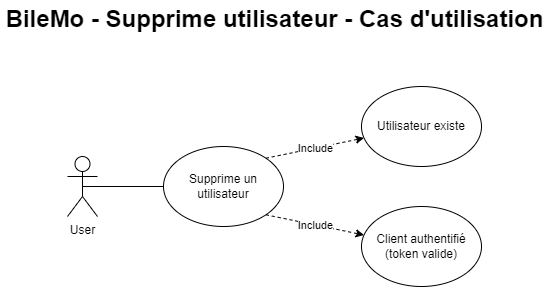 BileMo - Supprime utilisateur - Cas d'utilisation
Utilisateur existe
Include
Supprime un
utilisateur
User
Include
Client authentifié
(token valide)